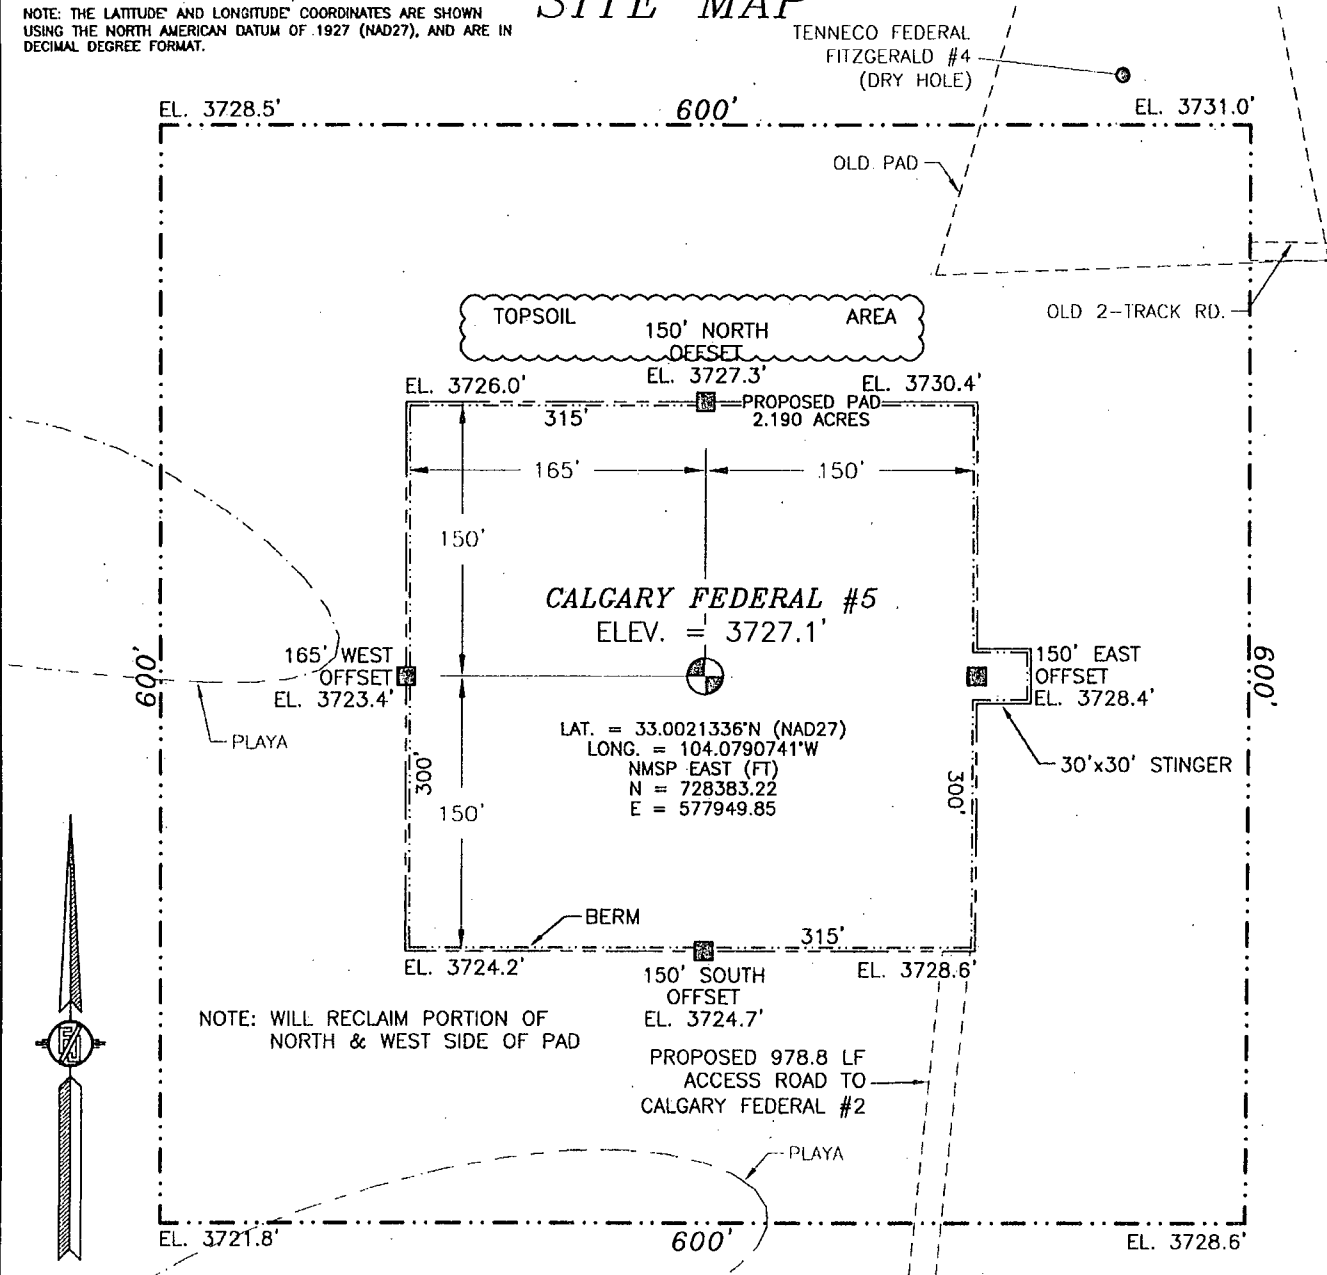 SITE MAP
NOTE: THE LATITUDE AND LONGITUDE COORDINATES ARE SHOWN
USING THE NORTH AMERICAN DATUM OF 1927 (NAD27), AND ARE IN
DECIMAL DEGREE FORMAT.
TENNECO FEDERAL
FITZGERALD #4
(DRY HOLE)
EL. 3728.5'
600'
EL. 3731.0'
OLD PAD
OLD 2-TRACK RD.
TOPSOIL AREA
150' NORTH
OFFSET
EL. 3727.3'
EL. 3726.0'
EL. 3730.4'
315'
PROPOSED PAD
2.190 ACRES
165'
150'
150'
CALGARY FEDERAL #5
ELEV. = 3727.1'
600'
165' WEST
OFFSET
EL. 3723.4'
150' EAST
OFFSET
EL. 3728.4'
600'
PLAYA
LAT. = 33.0021336°N (NAD27)
LONG. = 104.0790741°W
NMSP EAST (FT)
N = 728383.22
E = 577949.85
30'x30' STINGER
300'
150'
300'
BERM
315'
EL. 3724.2'
150' SOUTH
OFFSET
EL. 3724.7'
EL. 3728.6'
NOTE: WILL RECLAIM PORTION OF
NORTH & WEST SIDE OF PAD
PROPOSED 978.8 LF
ACCESS ROAD TO
CALGARY FEDERAL #2
PLAYA
EL. 3721.8'
600'
EL. 3728.6'